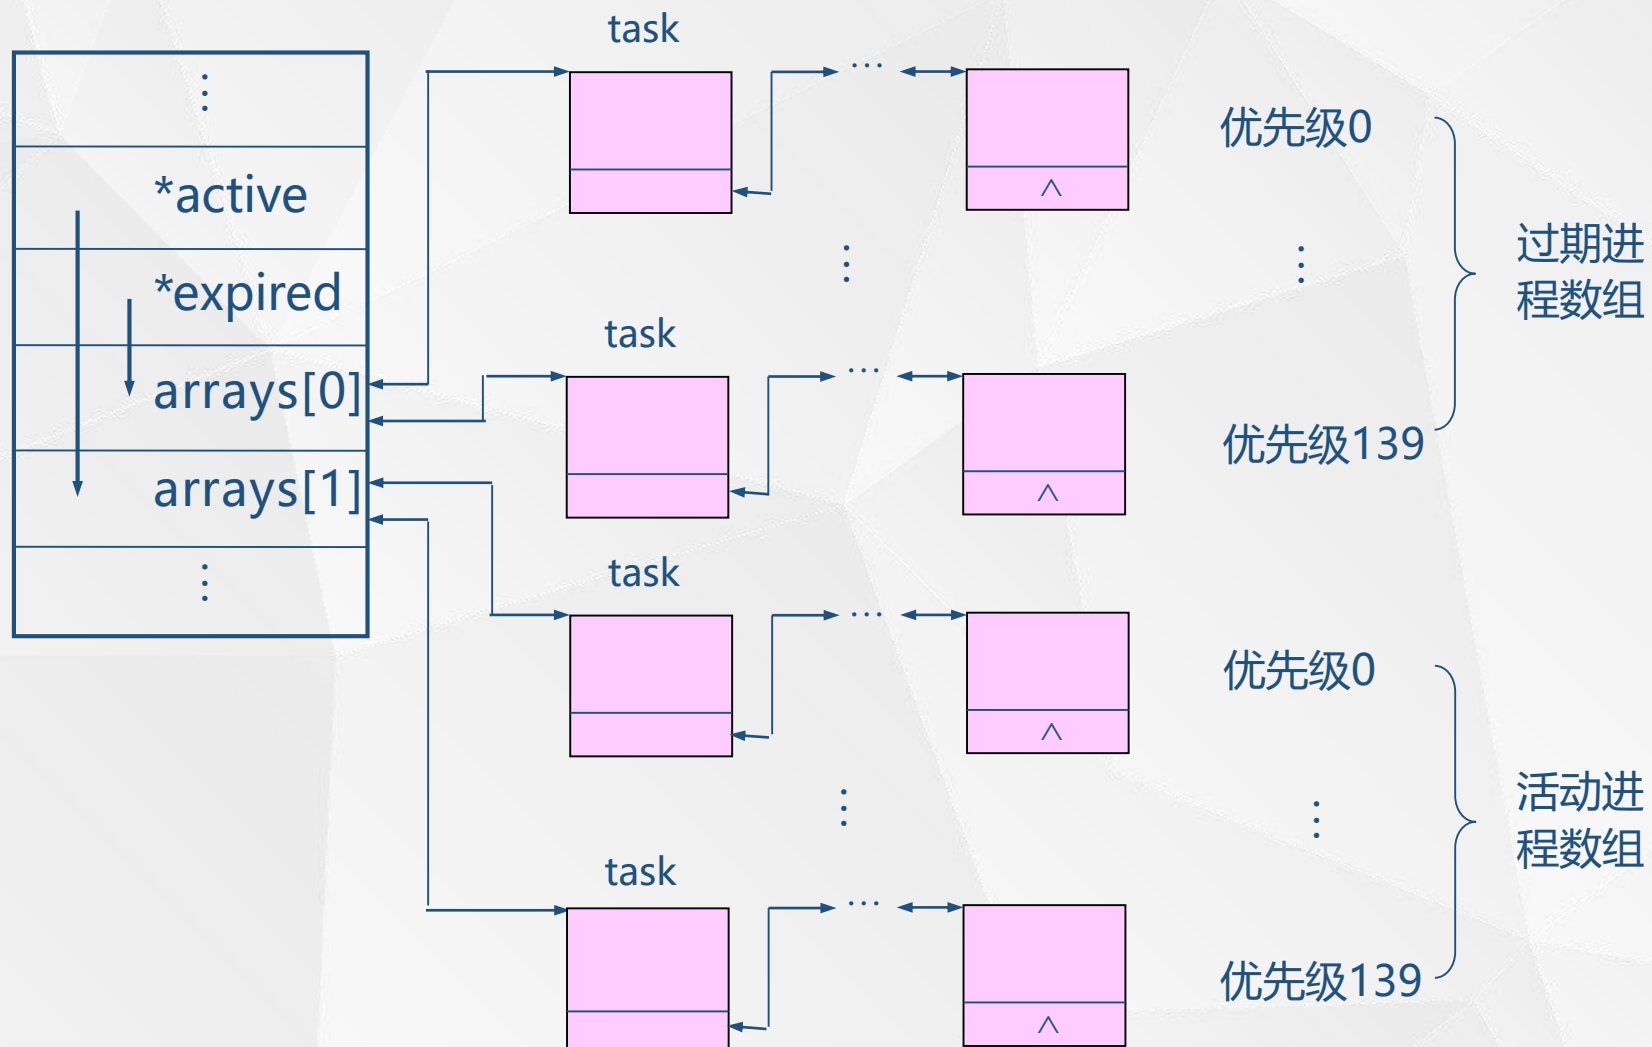 ⋮
*active
*expired
arrays[0]
arrays[1]
⋮
task
…
^
优先级0
⋮
⋮
task
…
^
优先级139
过期进
程数组
task
…
^
优先级0
⋮
⋮
task
…
^
优先级139
活动进
程数组